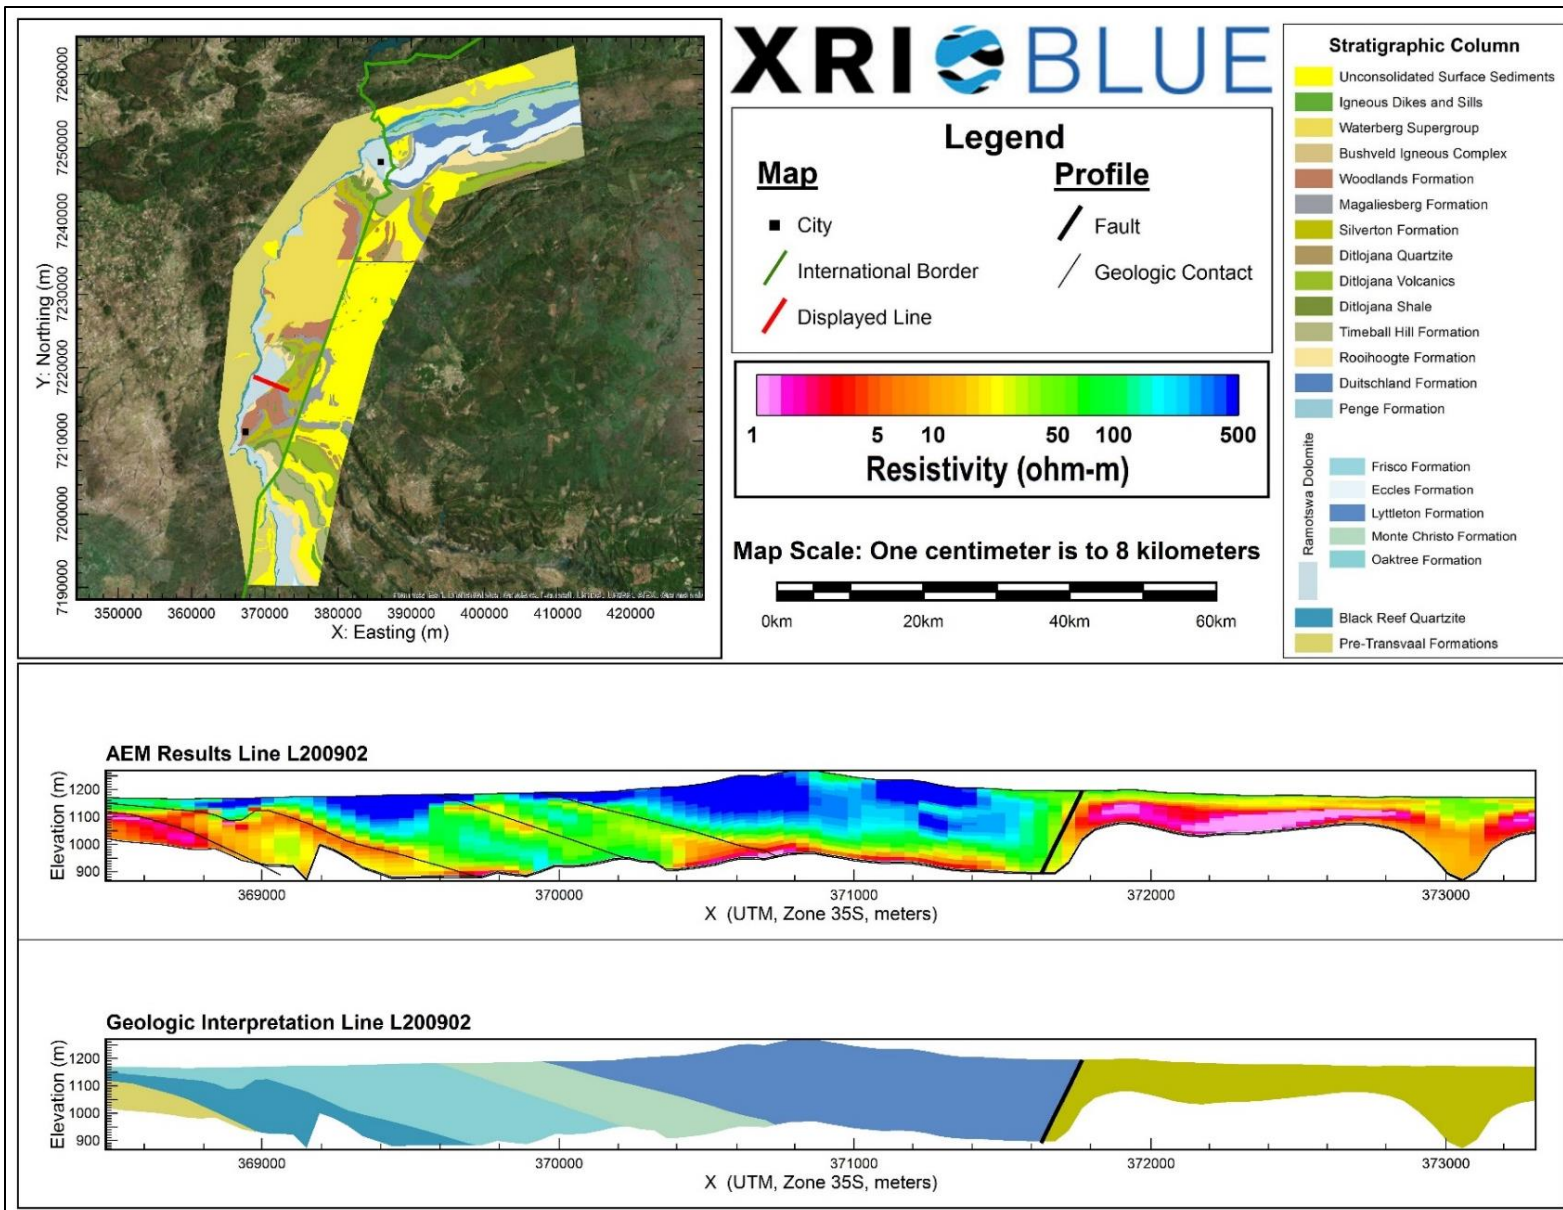 XRI BLUE
7260000
7250000
7240000
7230000
7220000
7210000
7200000
7190000
Y: Northing (m)
350000 360000 370000 380000 390000 400000 410000 420000
X: Easting (m)
Legend
Map
City
International Border
Displayed Line
Profile
Fault
Geologic Contact
1 5 10 50 100 500
Resistivity (ohm-m)
Map Scale: One centimeter is to 8 kilometers
0km 20km 40km 60km
Stratigraphic Column
Unconsolidated Surface Sediments
Igneous Dikes and Sills
Waterberg Supergroup
Bushveld Igneous Complex
Woodlands Formation
Magaliesberg Formation
Silverton Formation
Ditlojana Quartzite
Ditlojana Volcanics
Ditlojana Shale
Timeball Hill Formation
Rooihoogte Formation
Duitschland Formation
Penge Formation
Ramotswa Dolomite
Frisco Formation
Eccles Formation
Lyttleton Formation
Monte Christo Formation
Oaktree Formation
Black Reef Quartzite
Pre-Transvaal Formations
AEM Results Line L200902
Elevation (m)
1200
1100
1000
900
369000 370000 371000 372000 373000
X (UTM, Zone 35S, meters)
Geologic Interpretation Line L200902
Elevation (m)
1200
1100
1000
900
369000 370000 371000 372000 373000
X (UTM, Zone 35S, meters)